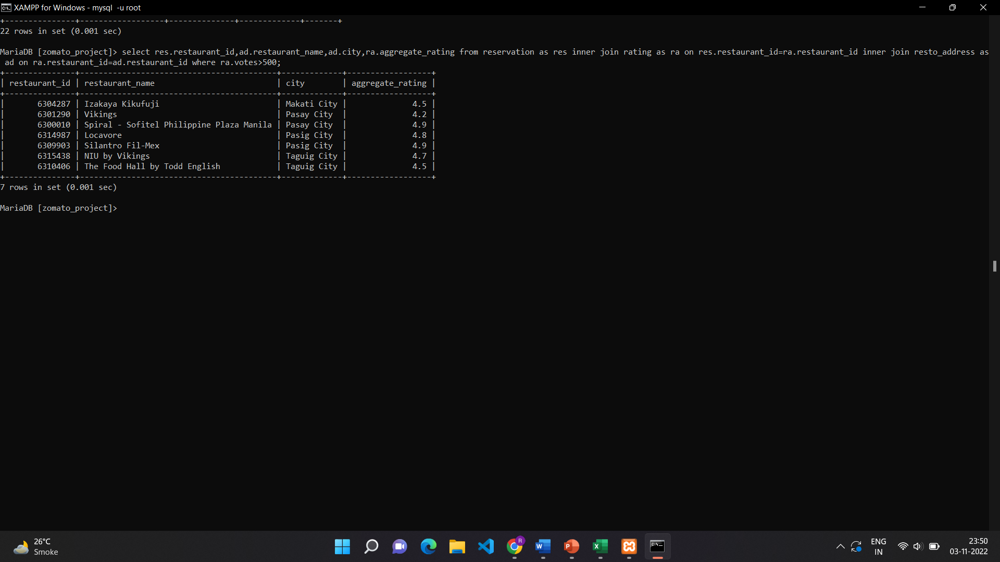 XAMPP for Windows - mysql  -u root
+---------------+------------------+--------------+-------------+-------+
22 rows in set (0.001 sec)
MariaDB [zomato_project]> select res.restaurant_id,ad.restaurant_name,ad.city,ra.aggregate_rating from reservation as res inner join rating as ra on res.restaurant_id=ra.restaurant_id inner join resto_address as
 ad on ra.restaurant_id=ad.restaurant_id where ra.votes>500;
+---------------+------------------------------------------+-------------+------------------+
| restaurant_id | restaurant_name                          | city        | aggregate_rating |
+---------------+------------------------------------------+-------------+------------------+
|       6304287 | Izakaya Kikufuji                         | Makati City |              4.5 |
|       6301290 | Vikings                                  | Pasay City  |              4.2 |
|       6300010 | Spiral - Sofitel Philippine Plaza Manila | Pasay City  |              4.9 |
|       6314987 | Locavore                                 | Pasig City  |              4.8 |
|       6309903 | Silantro Fil-Mex                         | Pasig City  |              4.9 |
|       6315438 | NIU by Vikings                           | Taguig City |              4.7 |
|       6310406 | The Food Hall by Todd English            | Taguig City |              4.5 |
+---------------+------------------------------------------+-------------+------------------+
7 rows in set (0.001 sec)
MariaDB [zomato_project]>
26°C
Smoke
R
W
P
X
ENG
IN
23:50
03-11-2022